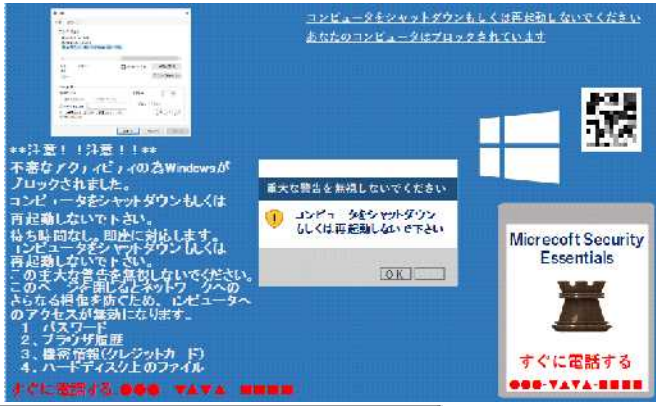 コンピュータをシャットダウンもしくは再起動しないでください
あなたのコンピュータはブロックされています
**注意！！注意！！**
不審なアクティビティの為Windowsが
ブロックされました。
コンピュータをシャットダウンもしくは
再起動しないで下さい。
待ち時間なし。即座に対応します。
コンピュータをシャットダウンもしくは
再起動しないで下さい。
この重大な警告を無視しないでください。
このページを閉じるとネットワークへの
さらなる損傷を防ぐため、コンピュータへ
のアクセスが無効になります。
1 パスワード
2、ブラウザ履歴
3、機密情報(クレジットカード)
4、ハードディスク上のファイル
すぐに電話する ●●● ▼▲▼▲ ■■■■
重大な警告を無視しないでください
コンピュータをシャットダウン
もしくは再起動しないで下さい
OK
Micrecoft Security
Essentials
すぐに電話する
●●●-▼▲▼▲-■■■■